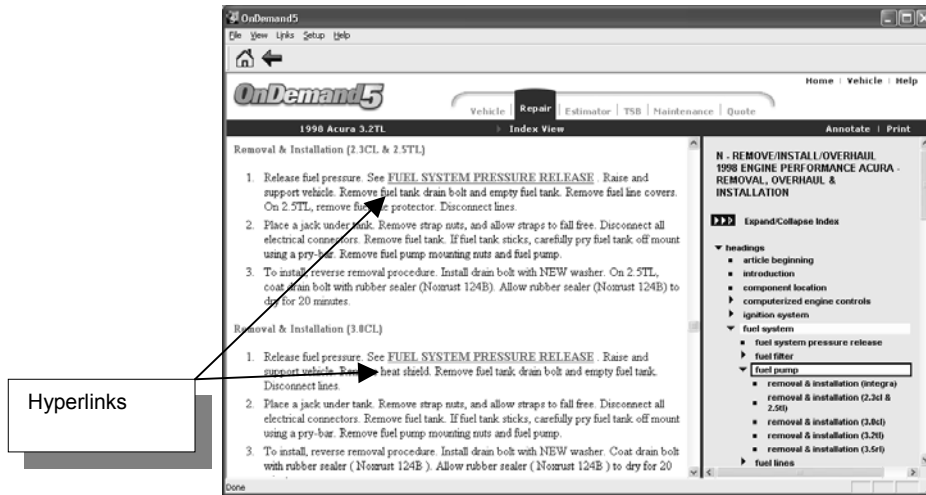 OnDemand5
File View Links Setup Help
OnDemand5
Home | Vehicle | Help
Vehicle | Repair | Estimator | TSB | Maintenance | Quote
1998 Acura 3.2TL
Index View
Annotate | Print
Removal & Installation (2.3CL & 2.5TL)
1. Release fuel pressure. See FUEL SYSTEM PRESSURE RELEASE . Raise and
support vehicle. Remove fuel tank drain bolt and empty fuel tank. Remove fuel line covers.
On 2.5TL, remove fuel line protector. Disconnect lines.
2. Place a jack under tank. Remove strap nuts, and allow straps to fall free. Disconnect all
electrical connectors. Remove fuel tank. If fuel tank sticks, carefully pry fuel tank off mount
using a pry-bar. Remove fuel pump mounting nuts and fuel pump.
3. To install, reverse removal procedure. Install drain bolt with NEW washer. On 2.5TL,
coat drain bolt with rubber sealer (Noxrust 124B). Allow rubber sealer (Noxrust 124B) to
dry for 20 minutes.
Removal & Installation (3.0CL)
1. Release fuel pressure. See FUEL SYSTEM PRESSURE RELEASE . Raise and
support vehicle. Remove heat shield. Remove fuel tank drain bolt and empty fuel tank.
Disconnect lines.
2. Place a jack under tank. Remove strap nuts, and allow straps to fall free. Disconnect all
electrical connectors. Remove fuel tank. If fuel tank sticks, carefully pry fuel tank off mount
using a pry-bar. Remove fuel pump mounting nuts and fuel pump.
3. To install, reverse removal procedure. Install drain bolt with NEW washer. Coat drain bolt
with rubber sealer ( Noxrust 124B ). Allow rubber sealer ( Noxrust 124B ) to dry for 20
N - REMOVE/INSTALL/OVERHAUL
1998 ENGINE PERFORMANCE ACURA -
REMOVAL, OVERHAUL &
INSTALLATION
Expand/Collapse Index
headings
article beginning
introduction
component location
computerized engine controls
ignition system
fuel system
fuel system pressure release
fuel filter
fuel pump
removal & installation (integra)
removal & installation (2.3cl &
2.5tl)
removal & installation (3.0cl)
removal & installation (3.2tl)
removal & installation (3.5rl)
fuel lines
Done
Hyperlinks